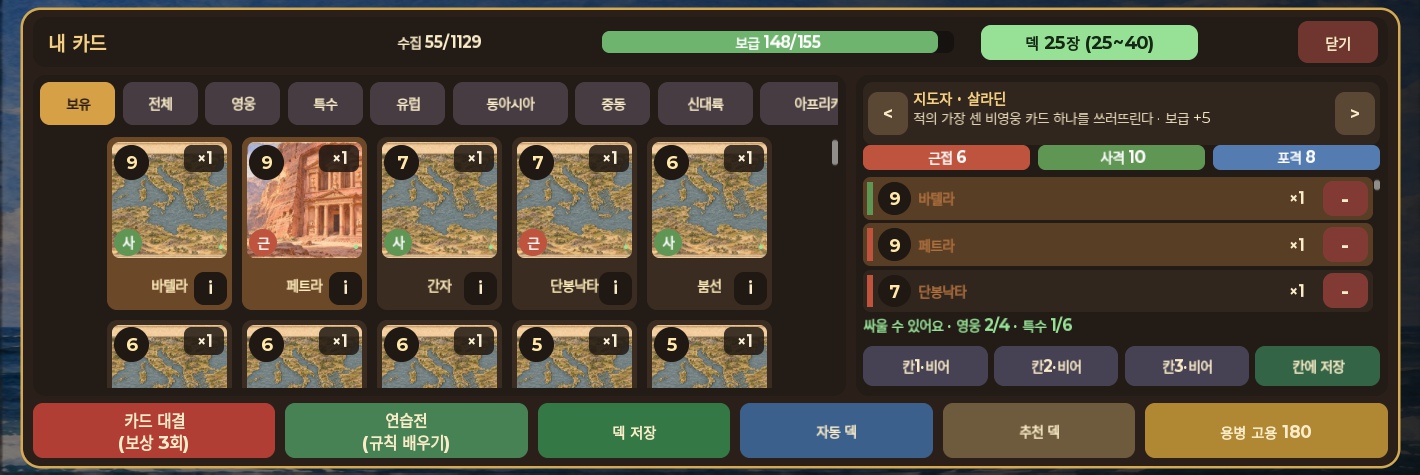 내 카드
수집 55/1129
보급 148/155
덱 25장 (25~40)
닫기
보유
전체
영웅
특수
유럽
동아시아
중동
신대륙
아프리카
<
지도자 · 살라딘
적의 가장 센 비영웅 카드 하나를 쓰러뜨린다 · 보급 +5
>
근접 6
사격 10
포격 8
9
×1
사
바텔라
i
9
×1
근
페트라
i
7
×1
사
간자
i
7
×1
근
단봉낙타
i
6
×1
사
붐선
i
6
×1
6
×1
6
×1
5
×1
5
×1
9
바텔라
×1
-
9
페트라
×1
-
7
단봉낙타
×1
-
싸울 수 있어요 · 영웅 2/4 · 특수 1/6
칸1·비어
칸2·비어
칸3·비어
칸에 저장
카드 대결
(보상 3회)
연습전
(규칙 배우기)
덱 저장
자동 덱
추천 덱
용병 고용 180